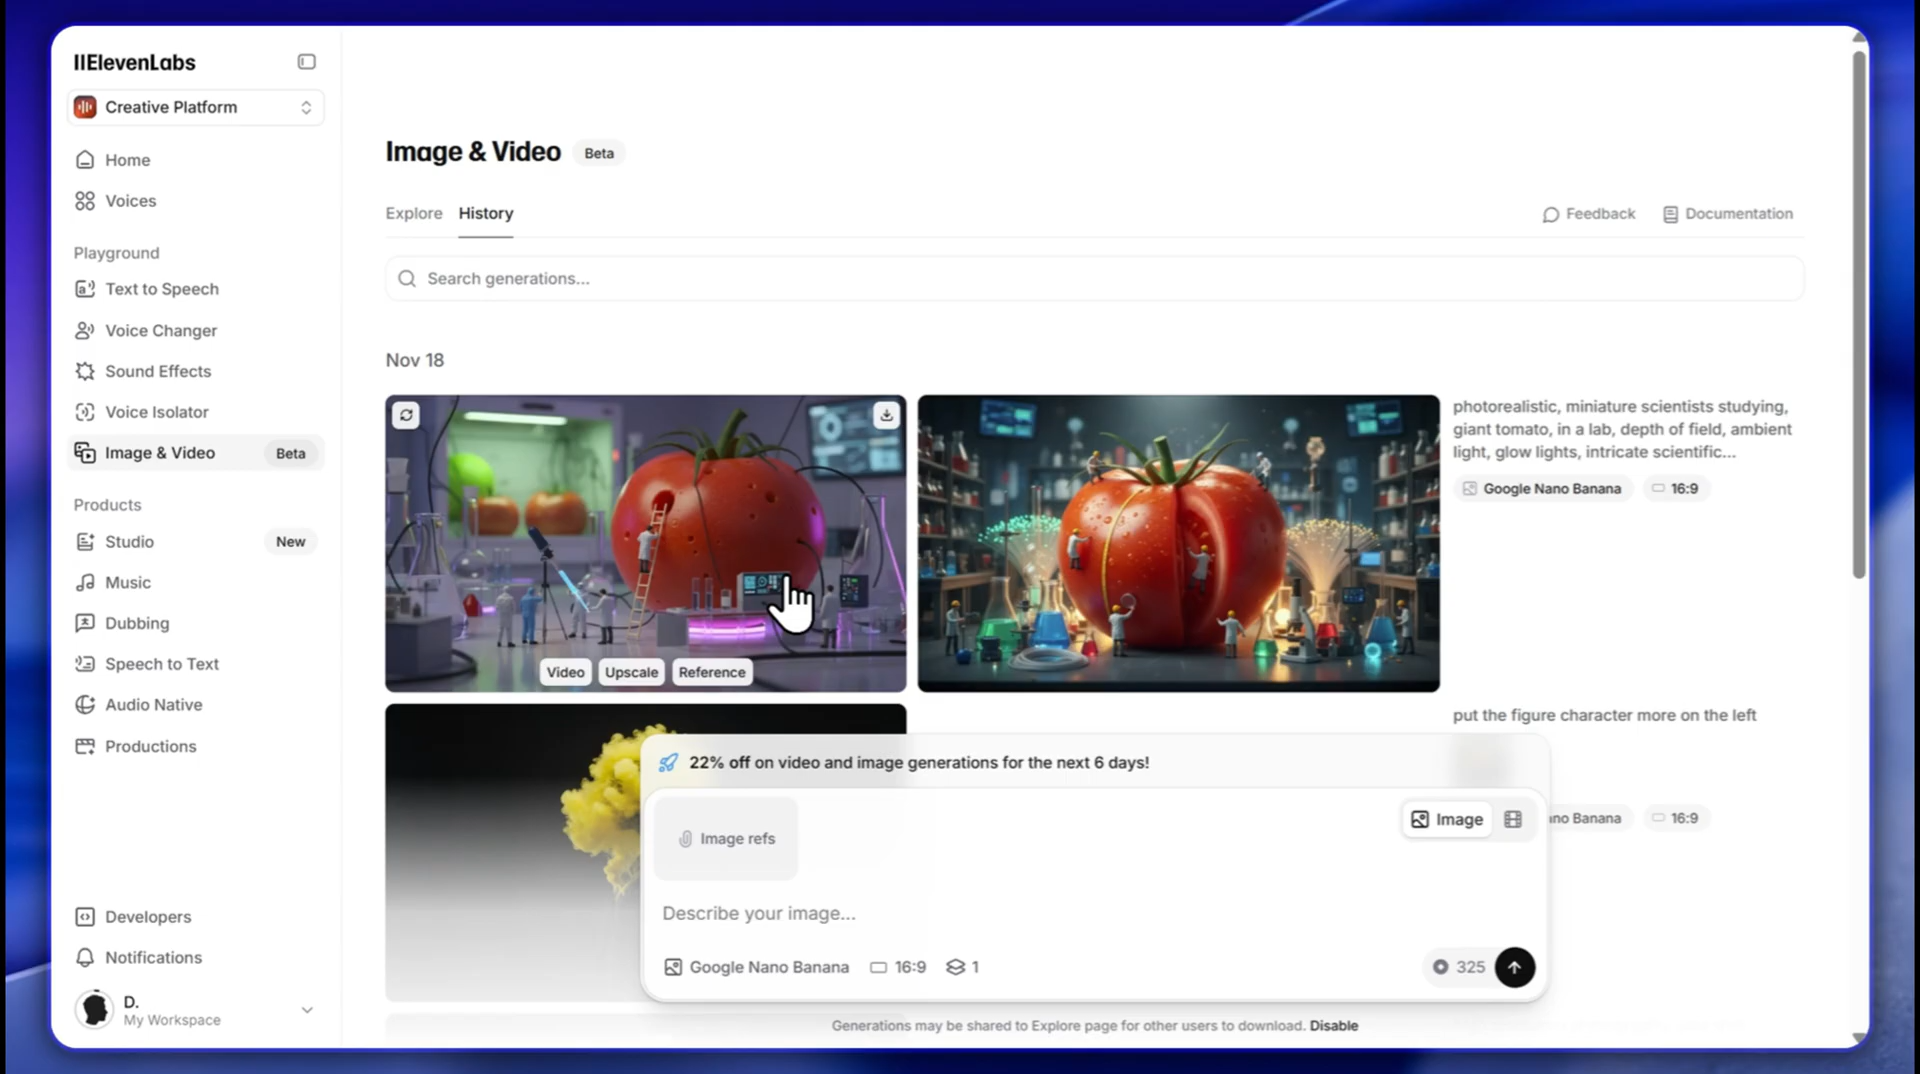 IIElevenLabs
Creative Platform
Home
Voices
Playground
Text to Speech
Voice Changer
Sound Effects
Voice Isolator
Image & Video Beta
Products
Studio New
Music
Dubbing
Speech to Text
Audio Native
Productions
Developers
Notifications
D.
My Workspace
Image & Video Beta
Explore History
Feedback Documentation
Search generations...
Nov 18
Video Upscale Reference
photorealistic, miniature scientists studying,
giant tomato, in a lab, depth of field, ambient
light, glow lights, intricate scientific...
Google Nano Banana 16:9
put the figure character more on the left
Banana 16:9
22% off on video and image generations for the next 6 days!
Image refs
Image
Describe your image...
Google Nano Banana 16:9 1
325
Generations may be shared to Explore page for other users to download. Disable